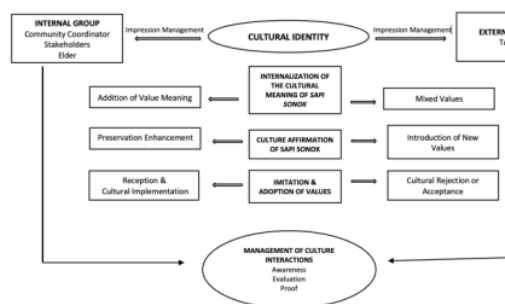 INTERNAL GROUP
Community Coordinator
Stakeholders
Elder
Impression Management
CULTURAL IDENTITY
Impression Management
INTERNALIZATION OF
THE CULTURAL
MEANING OF SAPI
SONOK
Addition of Value Meaning
Mixed Values
Preservation Enhancement
CULTURE AFFIRMATION
OF SAPI SONOK
Introduction of New
Values
Reception &
Cultural Implementation
IMITATION &
ADOPTION OF VALUES
Cultural Rejection or
Acceptance
MANAGEMENT OF CULTURE
INTERACTIONS
Awareness
Evaluation
Proof